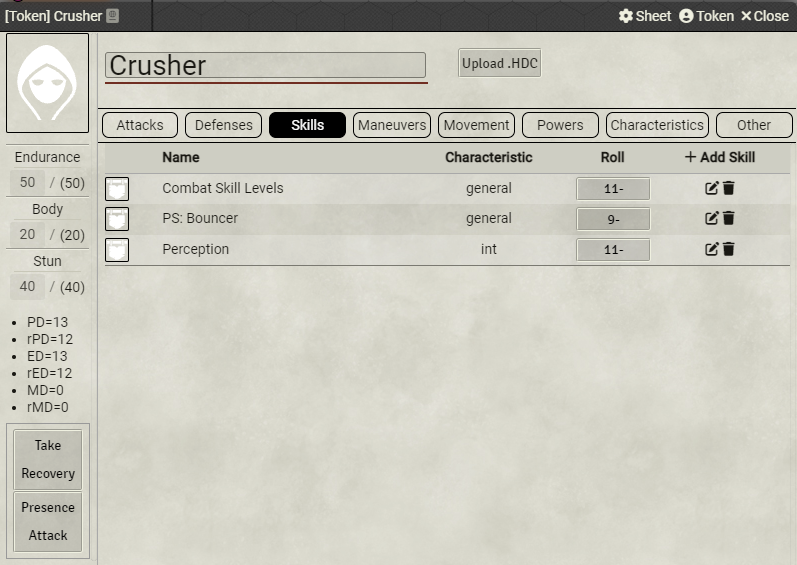 [Token] Crusher Sheet Token Close
Crusher Upload .HDC
Attacks Defenses Skills Maneuvers Movement Powers Characteristics Other
Name Characteristic Roll + Add Skill
Combat Skill Levels general 11-
PS: Bouncer general 9-
Perception int 11-
Endurance
50 / (50)
Body
20 / (20)
Stun
40 / (40)
• PD=13
• rPD=12
• ED=13
• rED=12
• MD=0
• rMD=0
Take
Recovery
Presence
Attack